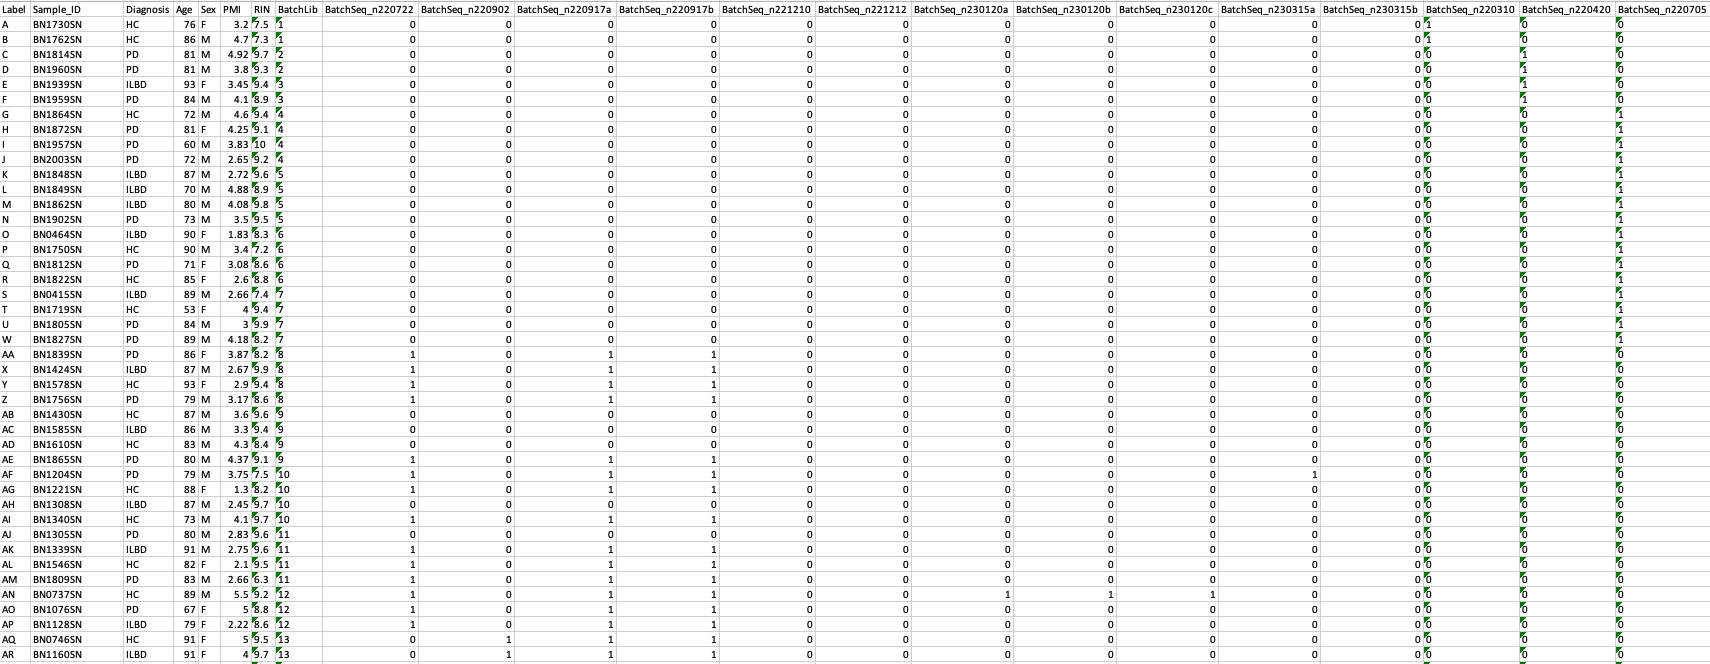 Label Sample_ID Diagnosis Age Sex PMI RIN BatchLib BatchSeq_n220722 BatchSeq_n220902 BatchSeq_n220917a BatchSeq_n220917b BatchSeq_n221210 BatchSeq_n221212 BatchSeq_n230120a BatchSeq_n230120b BatchSeq_n230120c BatchSeq_n230315a BatchSeq_n230315b BatchSeq_n220310 BatchSeq_n220420 BatchSeq_n220705
A BN1730SN HC 76 F 3.2 7.5 1 0 0 0 0 0 0 0 0 0 0 0 1 0 0
B BN1762SN HC 86 M 4.7 7.3 1 0 0 0 0 0 0 0 0 0 0 0 1 0 0
C BN1814SN PD 81 M 4.92 9.7 2 0 0 0 0 0 0 0 0 0 0 0 0 1 0
D BN1960SN PD 81 M 3.8 9.3 2 0 0 0 0 0 0 0 0 0 0 0 0 1 0
E BN1939SN ILBD 93 F 3.45 9.4 3 0 0 0 0 0 0 0 0 0 0 0 0 1 0
F BN1959SN PD 84 M 4.1 8.9 3 0 0 0 0 0 0 0 0 0 0 0 0 1 0
G BN1864SN HC 72 M 4.6 9.4 4 0 0 0 0 0 0 0 0 0 0 0 0 0 1
H BN1872SN PD 81 F 4.25 9.1 4 0 0 0 0 0 0 0 0 0 0 0 0 0 1
I BN1957SN PD 60 M 3.83 10 4 0 0 0 0 0 0 0 0 0 0 0 0 0 1
J BN2003SN PD 72 M 2.65 9.2 4 0 0 0 0 0 0 0 0 0 0 0 0 0 1
K BN1848SN ILBD 87 M 2.72 9.6 5 0 0 0 0 0 0 0 0 0 0 0 0 0 1
L BN1849SN ILBD 70 M 4.88 8.9 5 0 0 0 0 0 0 0 0 0 0 0 0 0 1
M BN1862SN ILBD 80 M 4.08 9.8 5 0 0 0 0 0 0 0 0 0 0 0 0 0 1
N BN1902SN PD 73 M 3.5 9.5 5 0 0 0 0 0 0 0 0 0 0 0 0 0 1
O BN0464SN ILBD 90 F 1.83 8.3 6 0 0 0 0 0 0 0 0 0 0 0 0 0 1
P BN1750SN HC 90 M 3.4 7.2 6 0 0 0 0 0 0 0 0 0 0 0 0 0 1
Q BN1812SN PD 71 F 3.08 8.6 6 0 0 0 0 0 0 0 0 0 0 0 0 0 1
R BN1822SN HC 85 F 2.6 8.8 6 0 0 0 0 0 0 0 0 0 0 0 0 0 1
S BN0415SN ILBD 89 M 2.66 7.4 7 0 0 0 0 0 0 0 0 0 0 0 0 0 1
T BN1719SN HC 53 F 4 9.4 7 0 0 0 0 0 0 0 0 0 0 0 0 0 1
U BN1805SN PD 84 M 3 9.9 7 0 0 0 0 0 0 0 0 0 0 0 0 0 1
W BN1827SN PD 89 M 4.18 8.2 7 0 0 0 0 0 0 0 0 0 0 0 0 0 1
AA BN1839SN PD 86 F 3.87 8.2 8 1 0 1 1 0 0 0 0 0 0 0 0 0 0
X BN1424SN ILBD 87 M 2.67 9.9 8 1 0 1 1 0 0 0 0 0 0 0 0 0 0
Y BN1578SN HC 93 F 2.9 9.4 8 1 0 1 1 0 0 0 0 0 0 0 0 0 0
Z BN1756SN PD 79 M 3.17 8.6 8 1 0 1 1 0 0 0 0 0 0 0 0 0 0
AB BN1430SN HC 87 M 3.6 9.6 9 0 0 0 0 0 0 0 0 0 0 0 0 0 0
AC BN1585SN ILBD 86 M 3.3 9.4 9 0 0 0 0 0 0 0 0 0 0 0 0 0 0
AD BN1610SN HC 83 M 4.3 8.4 9 0 0 0 0 0 0 0 0 0 0 0 0 0 0
AE BN1865SN PD 80 M 4.37 9.1 9 1 0 1 1 0 0 0 0 0 0 0 0 0 0
AF BN1204SN PD 79 M 3.75 7.5 10 1 0 1 1 0 0 0 0 0 1 0 0 0 0
AG BN1221SN HC 88 F 1.3 8.2 10 1 0 1 1 0 0 0 0 0 0 0 0 0 0
AH BN1308SN ILBD 87 M 2.45 9.7 10 0 0 0 0 0 0 0 0 0 0 0 0 0 0
AI BN1340SN HC 73 M 4.1 9.7 10 1 0 1 1 0 0 0 0 0 0 0 0 0 0
AJ BN1305SN PD 80 M 2.83 9.6 11 0 0 0 0 0 0 0 0 0 0 0 0 0 0
AK BN1339SN ILBD 91 M 2.75 9.6 11 1 0 1 1 0 0 0 0 0 0 0 0 0 0
AL BN1546SN HC 82 F 2.1 9.5 11 1 0 1 1 0 0 0 0 0 0 0 0 0 0
AM BN1809SN PD 83 M 2.66 6.3 11 1 0 1 1 0 0 0 0 0 0 0 0 0 0
AN BN0737SN HC 89 M 5.5 9.2 12 1 0 1 1 0 0 1 1 1 0 0 0 0 0
AO BN1076SN PD 67 F 5 8.8 12 1 0 1 1 0 0 0 0 0 0 0 0 0 0
AP BN1128SN ILBD 79 F 2.22 8.6 12 1 0 1 1 0 0 0 0 0 0 0 0 0 0
AQ BN0746SN HC 91 F 5 9.5 13 0 1 1 1 0 0 0 0 0 0 0 0 0 0
AR BN1160SN ILBD 91 F 4 9.7 13 0 1 1 1 0 0 0 0 0 0 0 0 0 0